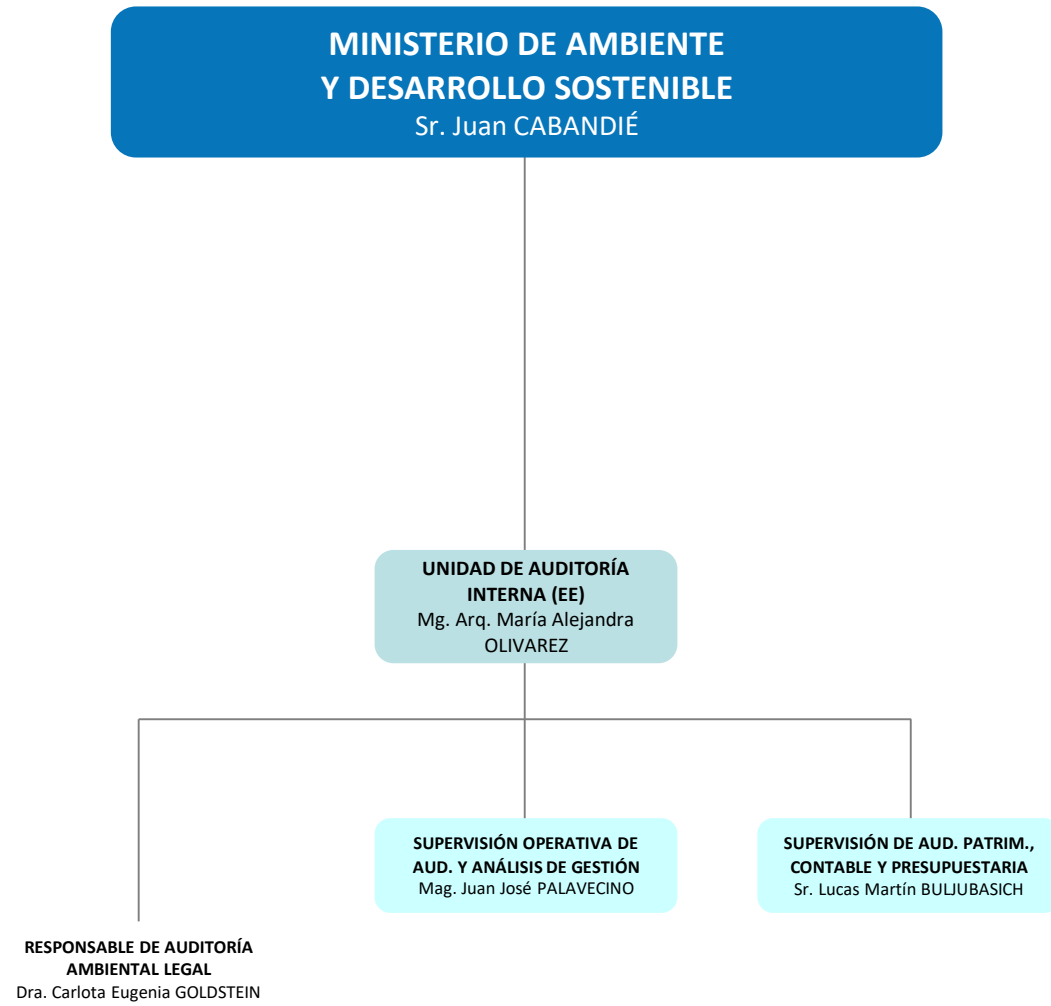 MINISTERIO DE AMBIENTE
Y DESARROLLO SOSTENIBLE
Sr. Juan CABANDIÉ
UNIDAD DE AUDITORÍA
INTERNA (EE)
Mg. Arq. María Alejandra
OLIVAREZ
SUPERVISIÓN OPERATIVA DE
AUD. Y ANÁLISIS DE GESTIÓN
Mag. Juan José PALAVECINO
SUPERVISIÓN DE AUD. PATRIM.,
CONTABLE Y PRESUPUESTARIA
Sr. Lucas Martín BULJUBASICH
RESPONSABLE DE AUDITORÍA
AMBIENTAL LEGAL
Dra. Carlota Eugenia GOLDSTEIN